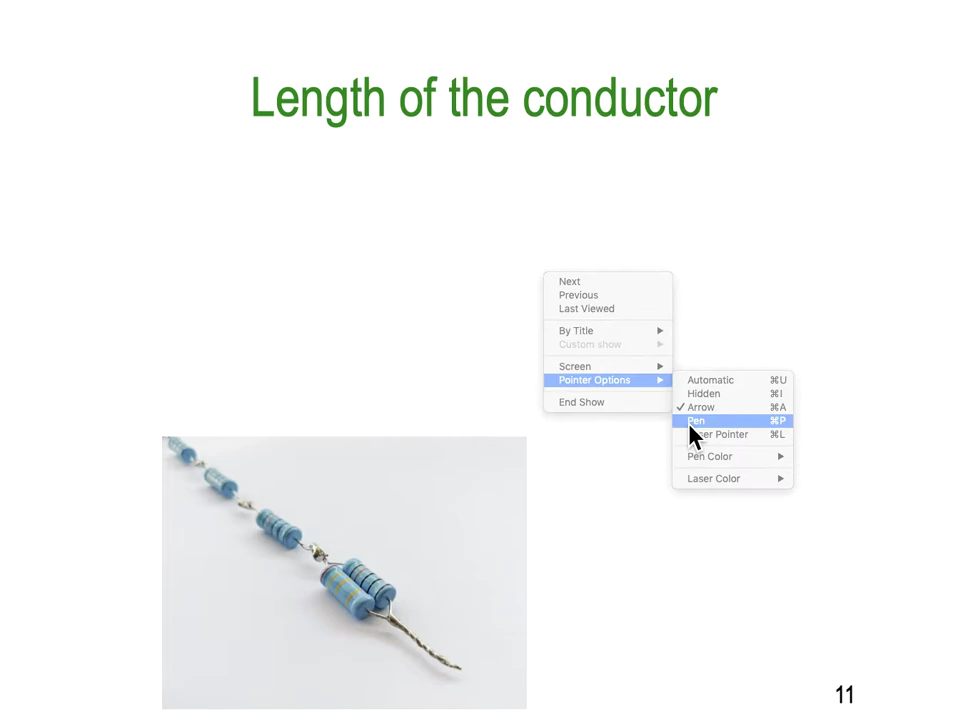 Length of the conductor
Next
Previous
Last Viewed
By Title
Custom show
Screen
Pointer Options
End Show
Automatic ⌘U
Hidden ⌘I
✓ Arrow ⌘A
Pen ⌘P
Pointer ⌘L
Pen Color
Laser Color
11